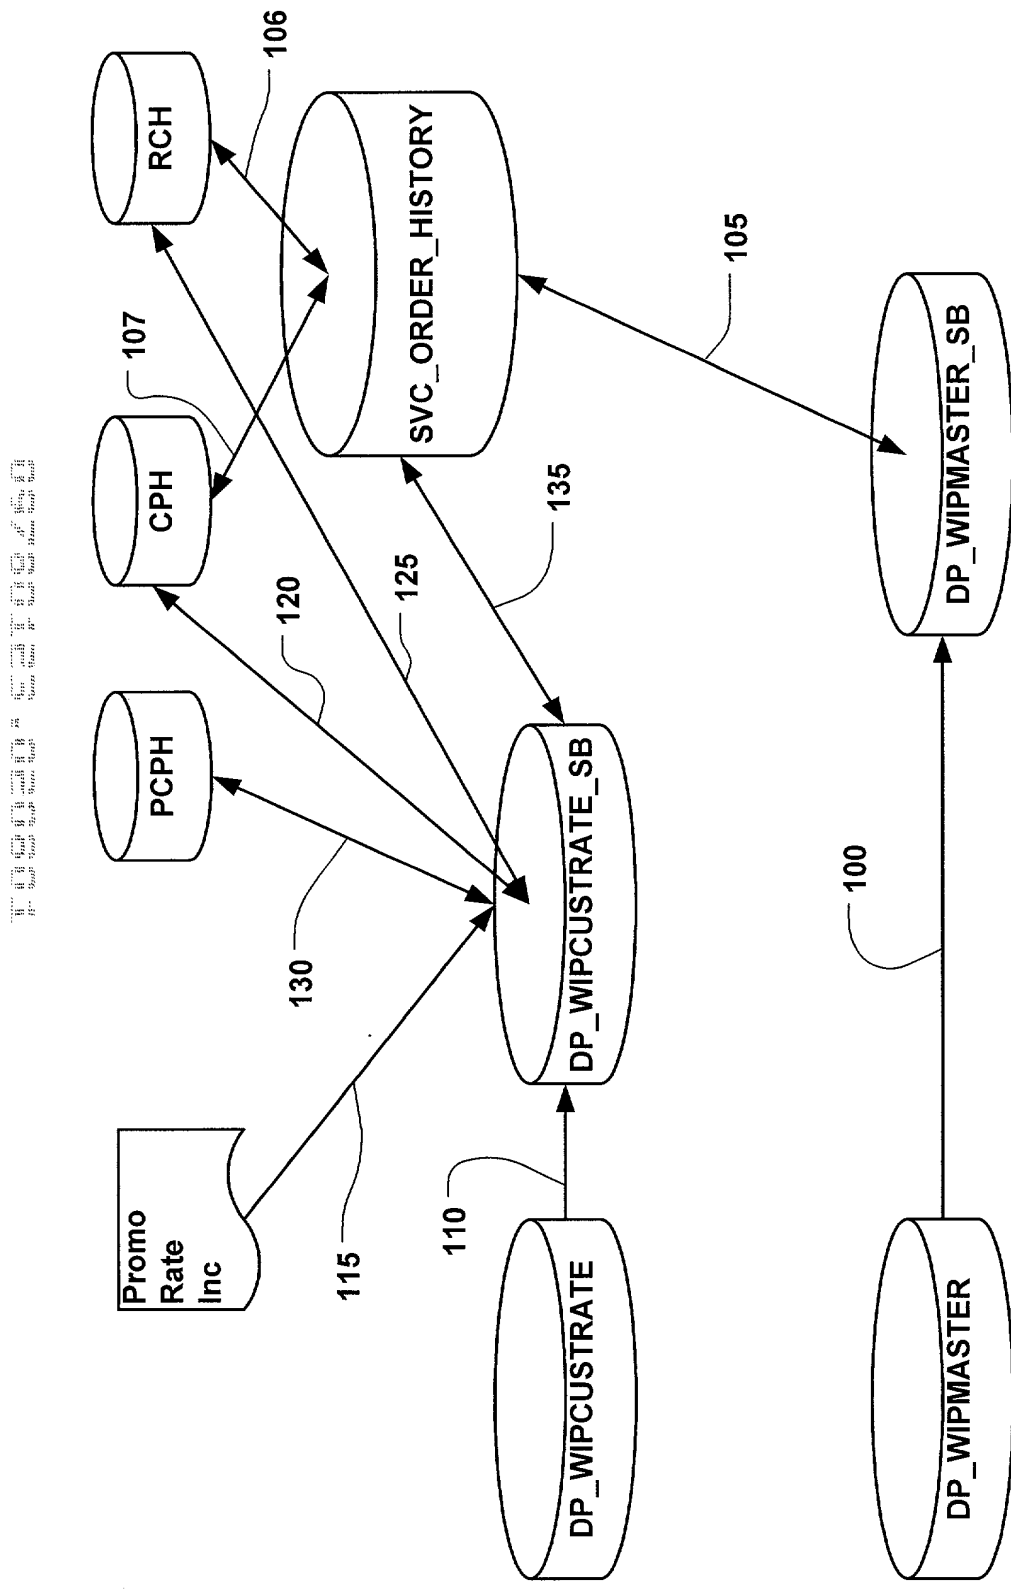 Promo
Rate
Inc
PCPH
CPH
RCH
107
106
120
130
115
125
SVC_ORDER_HISTORY
110
135
DP_WIPCUSTRATE
DP_WIPCUSTRATE_SB
105
100
DP_WIPMASTER
DP_WIPMASTER_SB